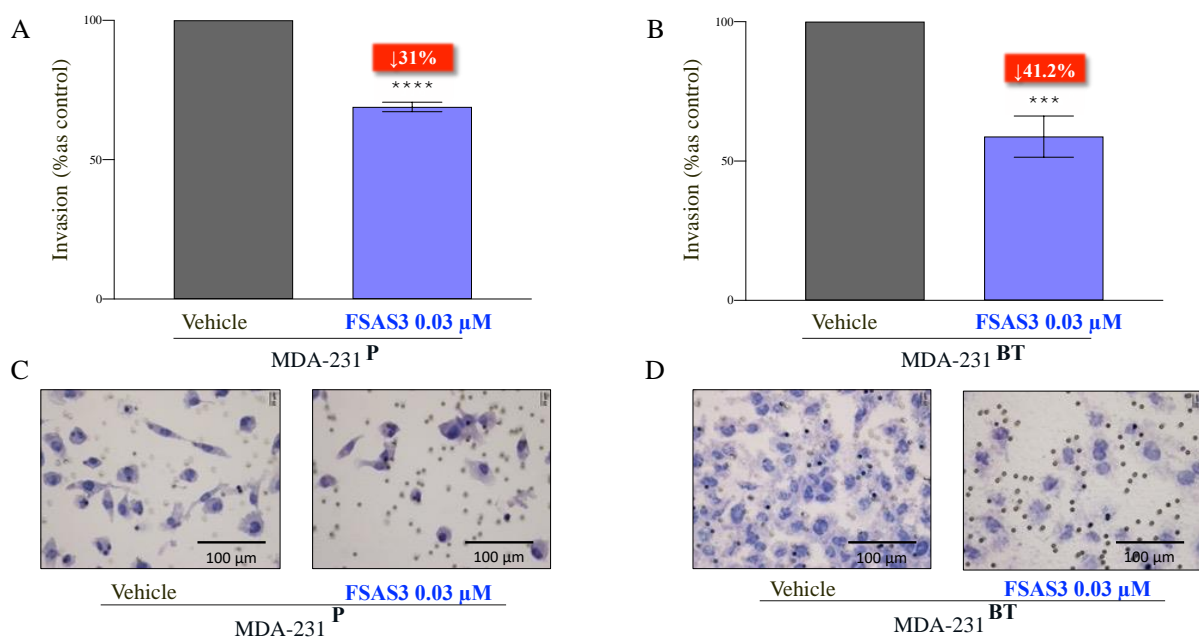 A
Invasion (%as control)
100
50
0
↓31%
****
Vehicle
FSAS3 0.03 µM
MDA-231 P
B
Invasion (%as control)
100
50
0
↓41.2%
***
Vehicle
FSAS3 0.03 µM
MDA-231 BT
C
100 µm
100 µm
Vehicle
FSAS3 0.03 µM
MDA-231 P
D
100 µm
100 µm
Vehicle
FSAS3 0.03 µM
MDA-231 BT